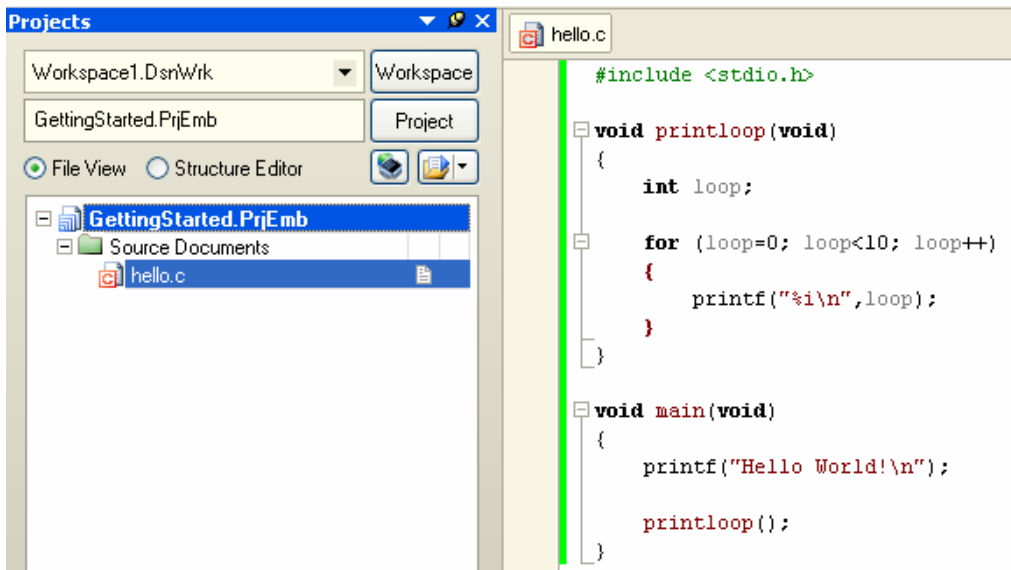 Projects
Workspace1.DsnWrk
Workspace
GettingStarted.PrjEmb
Project
File View
Structure Editor
GettingStarted.PrjEmb
Source Documents
hello.c
hello.c
#include <stdio.h>
void printloop(void)
{
int loop;
for (loop=0; loop<10; loop++)
{
printf("%i\n",loop);
}
}
void main(void)
{
printf("Hello World!\n");
printloop();
}